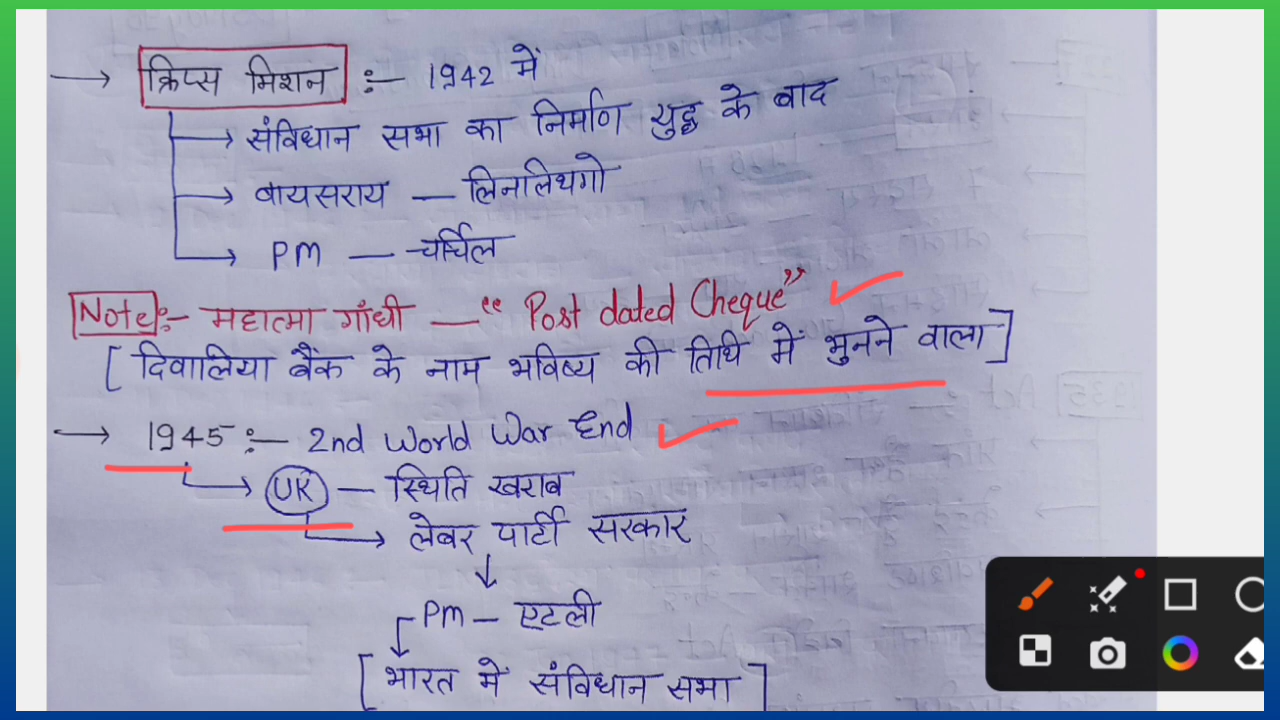 → क्रिप्स मिशन :- 1942 में
→ संविधान सभा का निर्माण युद्ध के बाद
→ वायसराय — लिनलिथगो
→ PM — चर्चिल
Note :- महात्मा गाँधी — “Post dated Cheque”
[दिवालिया बैंक के नाम भविष्य की तिथि में भुनने वाला]
→ 1945 :- 2nd World War End
→ UK — स्थिति खराब
→ लेबर पार्टी सरकार
↓
PM — एटली
[भारत में संविधान सभा]